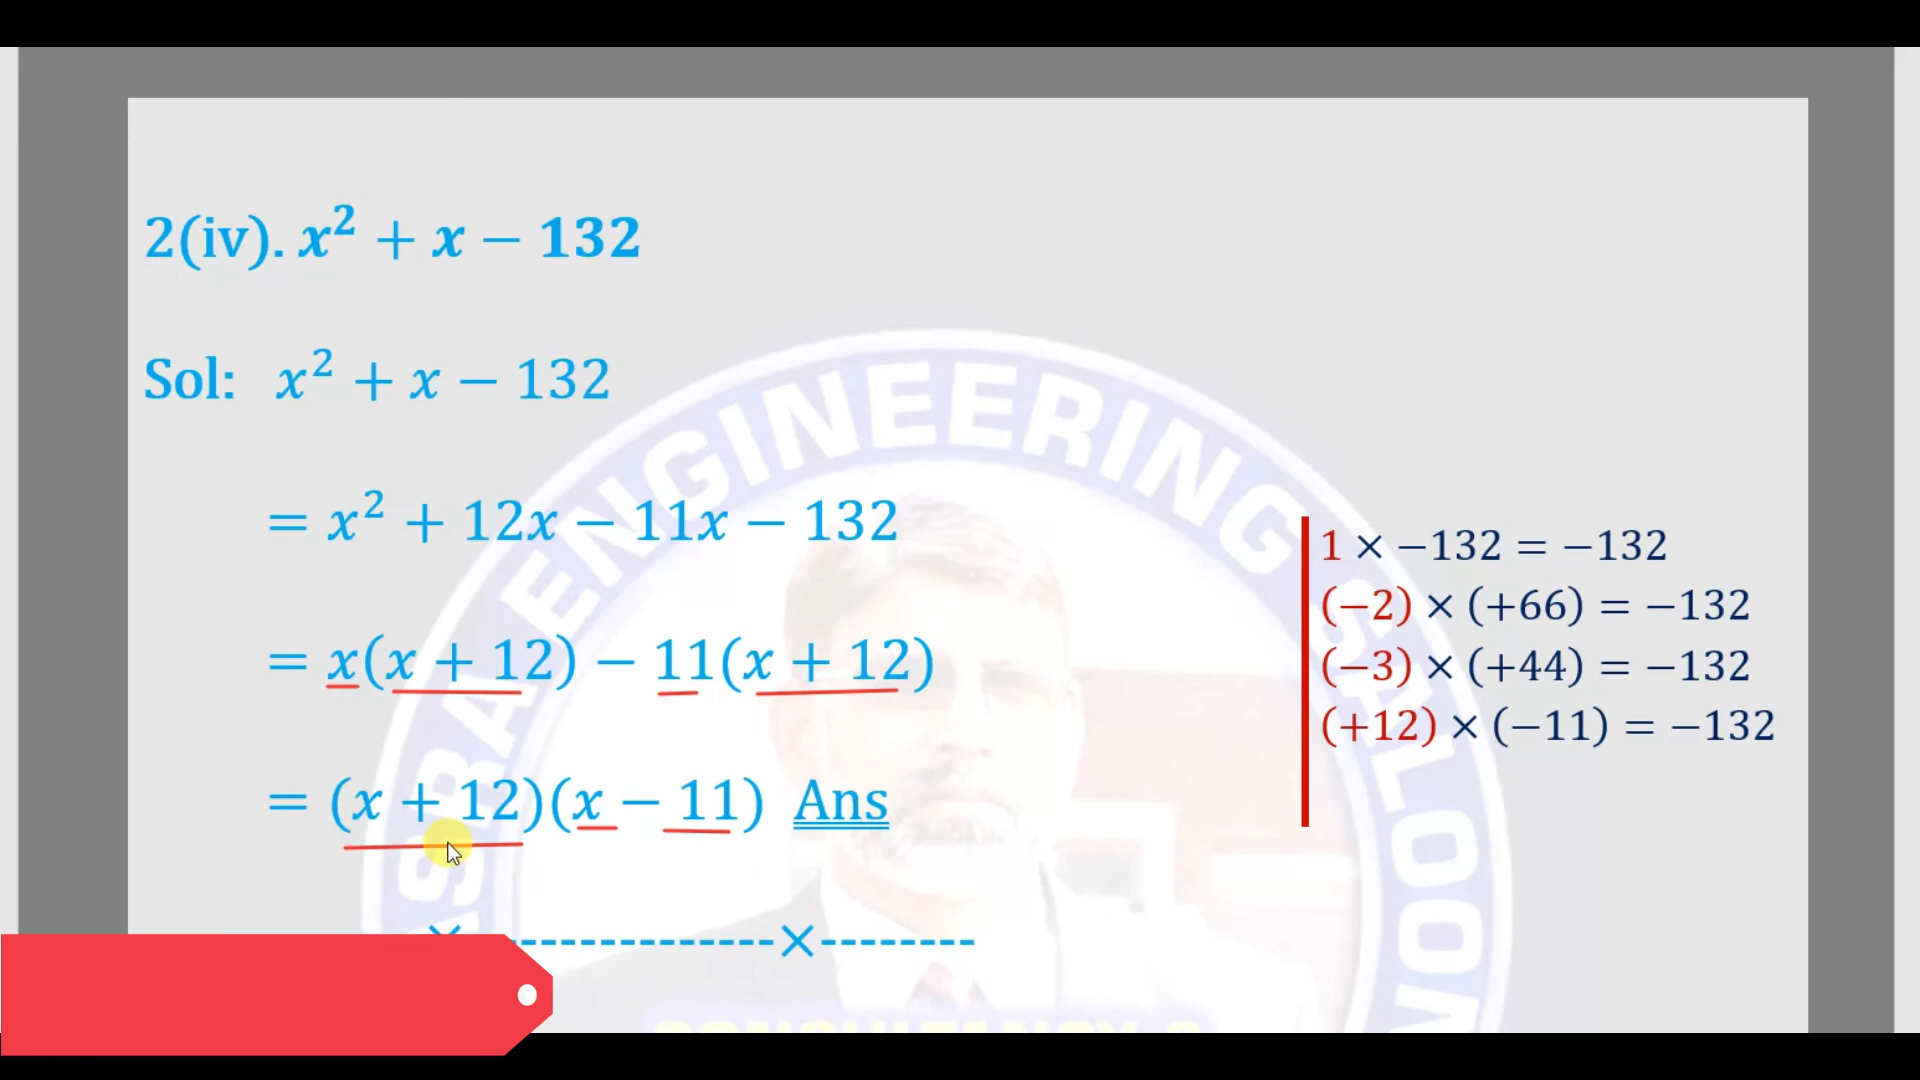 2(iv). x² + x − 132
Sol: x² + x − 132
= x² + 12x − 11x − 132
= x(x + 12) − 11(x + 12)
= (x + 12)(x − 11) Ans
1 × −132 = −132
(−2) × (+66) = −132
(−3) × (+44) = −132
(+12) × (−11) = −132
×--------------×--------
ENGINEERING